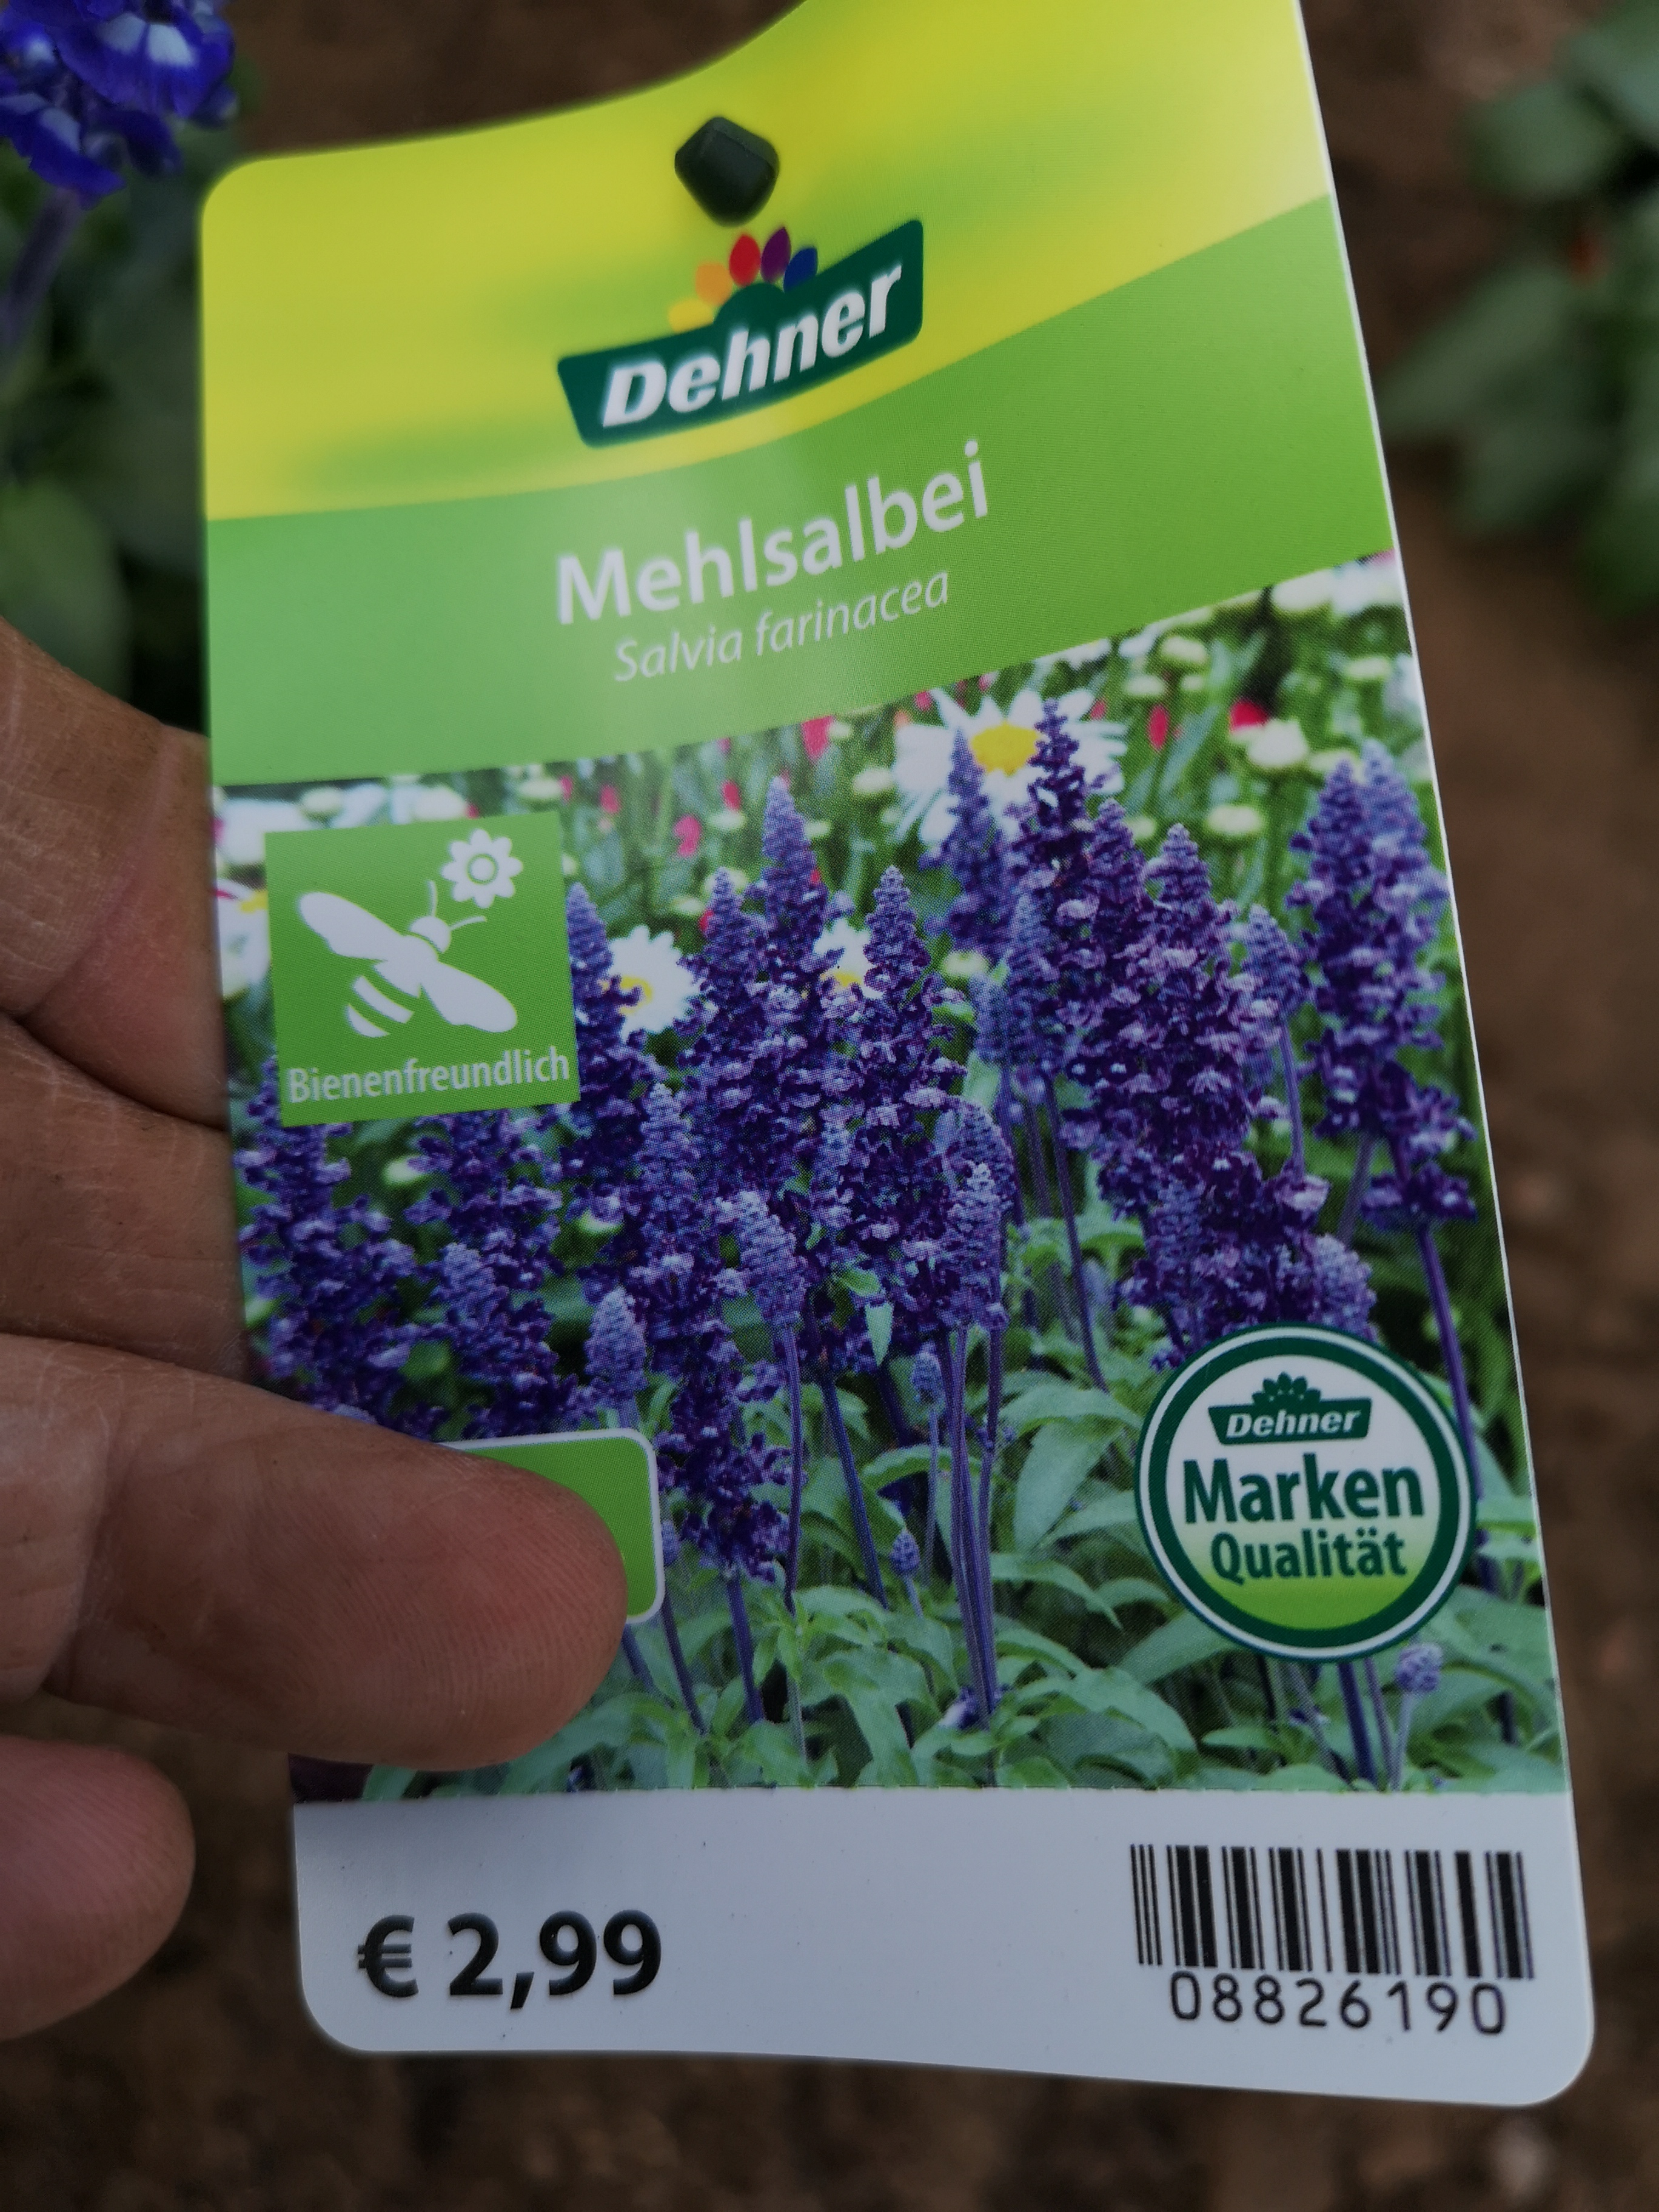 Dehner
Mehlsalbei
Salvia farinacea
Bienenfreundlich
Dehner
Marken
Qualität
€ 2,99
08826190